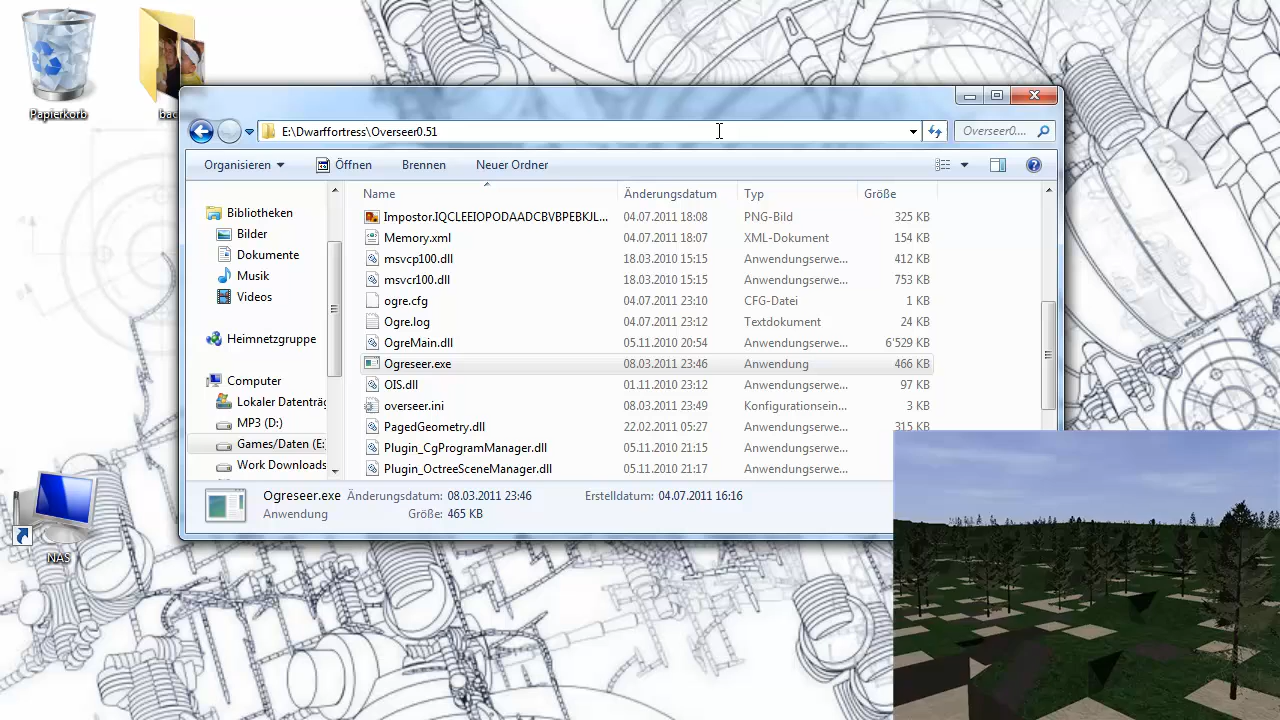 Papierkorb
bac
E:\Dwarffortress\Overseer0.51
Overseer0....
Organisieren
Öffnen
Brennen
Neuer Ordner
Bibliotheken
Bilder
Dokumente
Musik
Videos
Heimnetzgruppe
Computer
Lokaler Datenträg
MP3 (D:)
Games/Daten (E:
Work Downloads
Name Änderungsdatum Typ Größe
Impostor.IQCLEEIOPODAADCBVBPEBKJL... 04.07.2011 18:08 PNG-Bild 325 KB
Memory.xml 04.07.2011 18:07 XML-Dokument 154 KB
msvcp100.dll 18.03.2010 15:15 Anwendungserwe... 412 KB
msvcr100.dll 18.03.2010 15:15 Anwendungserwe... 753 KB
ogre.cfg 04.07.2011 23:10 CFG-Datei 1 KB
Ogre.log 04.07.2011 23:12 Textdokument 24 KB
OgreMain.dll 05.11.2010 20:54 Anwendungserwe... 6'529 KB
Ogreseer.exe 08.03.2011 23:46 Anwendung 466 KB
OIS.dll 01.11.2010 23:12 Anwendungserwe... 97 KB
overseer.ini 08.03.2011 23:49 Konfigurationsein... 3 KB
PagedGeometry.dll 22.02.2011 05:27 Anwendungserwe... 315 KB
Plugin_CgProgramManager.dll 05.11.2010 21:15 Anwendungserwe...
Plugin_OctreeSceneManager.dll 05.11.2010 21:17 Anwendungserwe...
Ogreseer.exe Änderungsdatum: 08.03.2011 23:46 Erstelldatum: 04.07.2011 16:16
Anwendung Größe: 465 KB
NAS